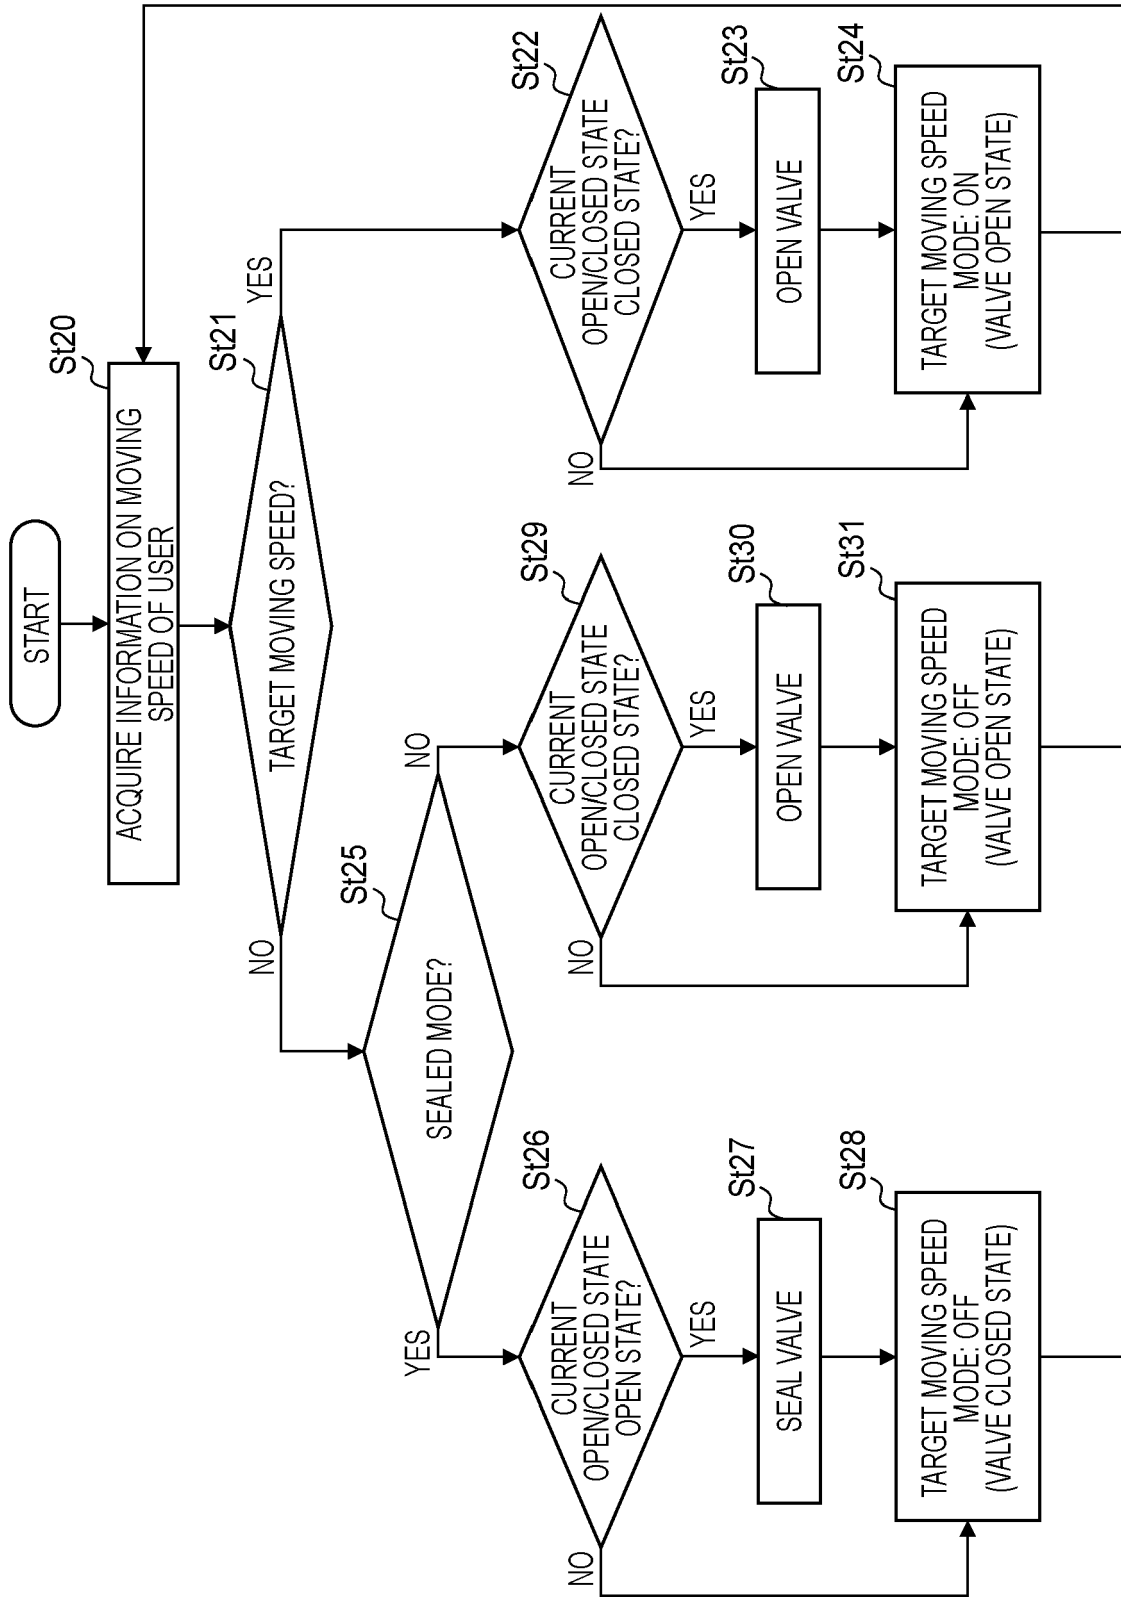 START
St20
ACQUIRE INFORMATION ON MOVING
SPEED OF USER
St21
TARGET MOVING SPEED?
NO
YES
St25
SEALED MODE?
YES
NO
St26
CURRENT
OPEN/CLOSED STATE
OPEN STATE?
NO
YES
St27
SEAL VALVE
St28
TARGET MOVING SPEED
MODE: OFF
(VALVE CLOSED STATE)
St29
CURRENT
OPEN/CLOSED STATE
CLOSED STATE?
NO
YES
St30
OPEN VALVE
St31
TARGET MOVING SPEED
MODE: OFF
(VALVE OPEN STATE)
St22
CURRENT
OPEN/CLOSED STATE
CLOSED STATE?
NO
YES
St23
OPEN VALVE
St24
TARGET MOVING SPEED
MODE: ON
(VALVE OPEN STATE)